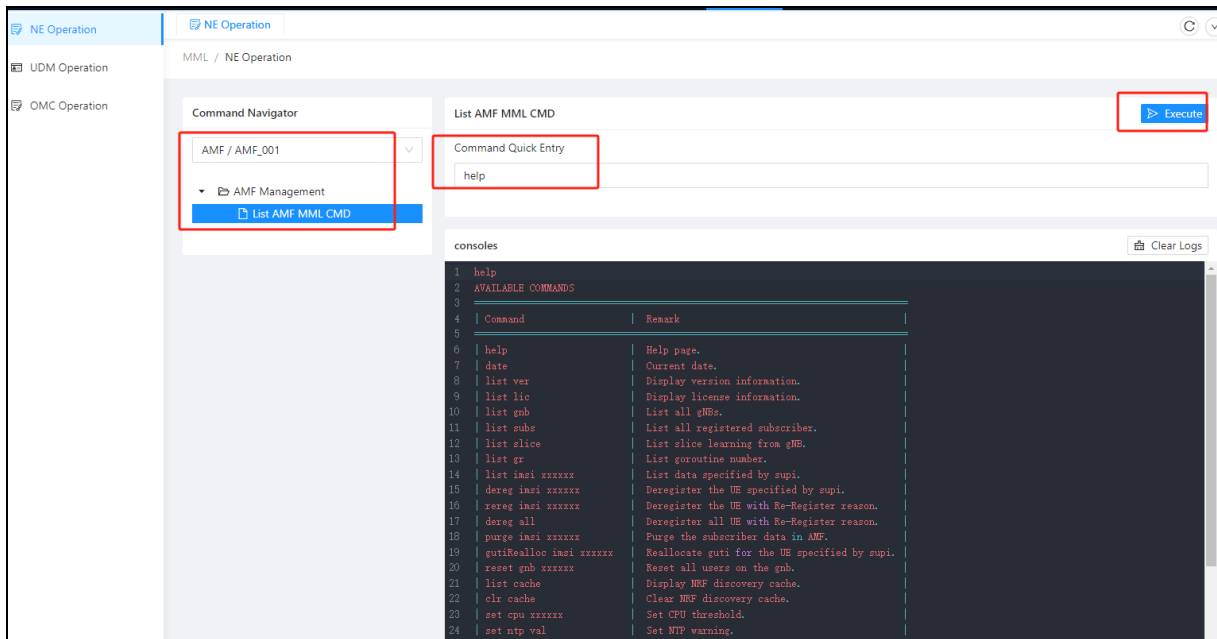 NE Operation
UDM Operation
OMC Operation
NE Operation
MML / NE Operation
Command Navigator
AMF / AMF_001
AMF Management
List AMF MML CMD
List AMF MML CMD
Execute
Command Quick Entry
help
consoles
Clear Logs
1 help
2 AVAILABLE COMMANDS
3
4 | Command | Remark |
5
6 | help | Help page. |
7 | date | Current date. |
8 | list ver | Display version information. |
9 | list lic | Display license information. |
10 | list gnb | List all gNBs. |
11 | list subs | List all registered subscriber. |
12 | list slice | List slice learning from gNB. |
13 | list gr | List goroutine number. |
14 | list imsi xxxxxx | List data specified by supi. |
15 | dereg imsi xxxxxx | Deregister the UE specified by supi. |
16 | rereg imsi xxxxxx | Deregister the UE with Re-Register reason. |
17 | dereg all | Deregister all UE with Re-Register reason. |
18 | purge imsi xxxxxx | Purge the subscriber data in AMF. |
19 | gutiRealloc imsi xxxxxx | Reallocate guti for the UE specified by supi. |
20 | reset gnb xxxxxx | Reset all users on the gnb. |
21 | list cache | Display NRF discovery cache. |
22 | clr cache | Clear NRF discovery cache. |
23 | set cpu xxxxxx | Set CPU threshold. |
24 | set ntp val | Set NTP warning. |